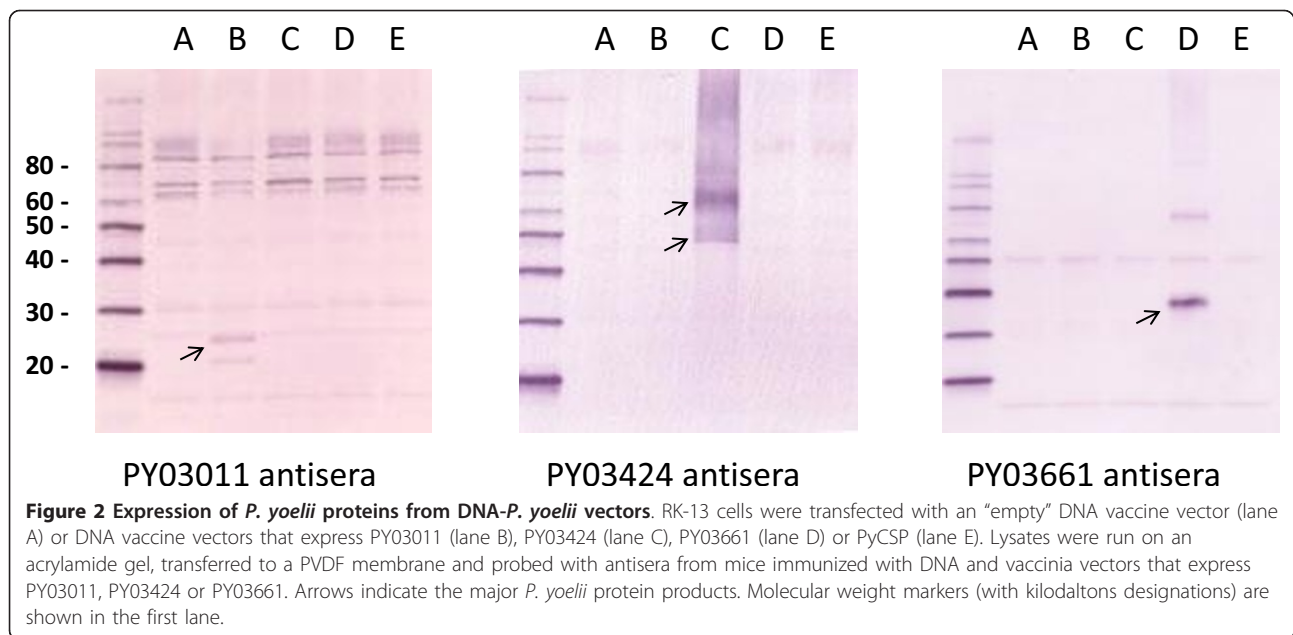 A B C D E A B C D E A B C D E
80 -
60 -
50 -
40 -
30 -
20 -
PY03011 antisera PY03424 antisera PY03661 antisera
Figure 2 Expression of P. yoelii proteins from DNA-P. yoelii vectors. RK-13 cells were transfected with an “empty” DNA vaccine vector (lane
A) or DNA vaccine vectors that express PY03011 (lane B), PY03424 (lane C), PY03661 (lane D) or PyCSP (lane E). Lysates were run on an
acrylamide gel, transferred to a PVDF membrane and probed with antisera from mice immunized with DNA and vaccinia vectors that express
PY03011, PY03424 or PY03661. Arrows indicate the major P. yoelii protein products. Molecular weight markers (with kilodaltons designations) are
shown in the first lane.